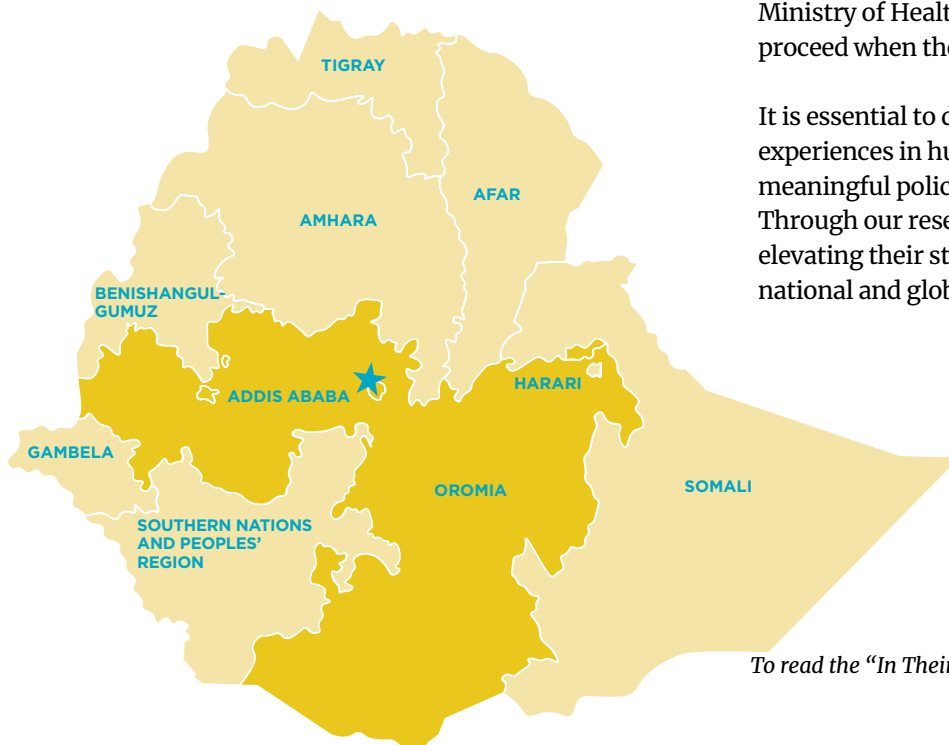 Ministry of Healt
proceed when the
It is essential to d
experiences in hu
meaningful polic
Through our rese
elevating their st
national and glob
TIGRAY
AFAR
AMHARA
BENISHANGUL-
GUMUZ
ADDIS ABABA
HARARI
GAMBELA
OROMIA
SOMALI
SOUTHERN NATIONS
AND PEOPLES’
REGION
To read the “In Their